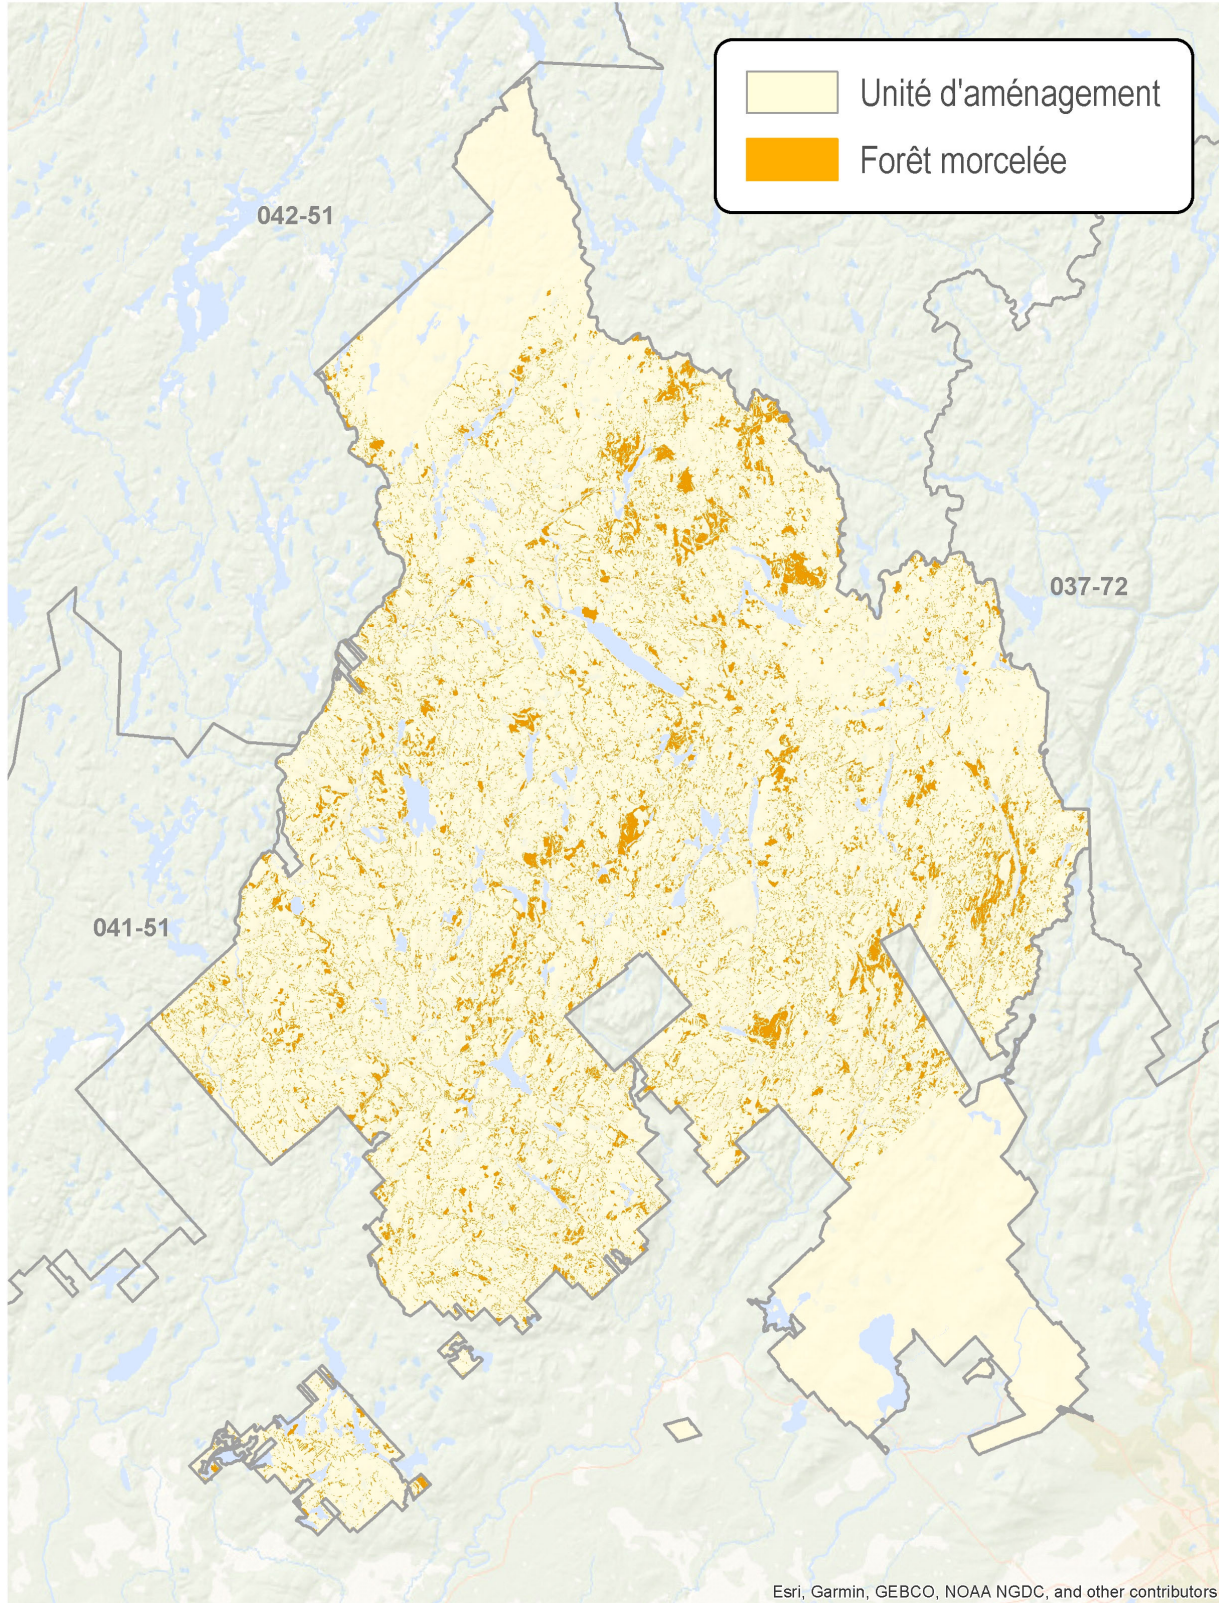 Unité d'aménagement
Forêt morcelée
042-51
037-72
041-51
Esri, Garmin, GEBCO, NOAA NGDC, and other contributors